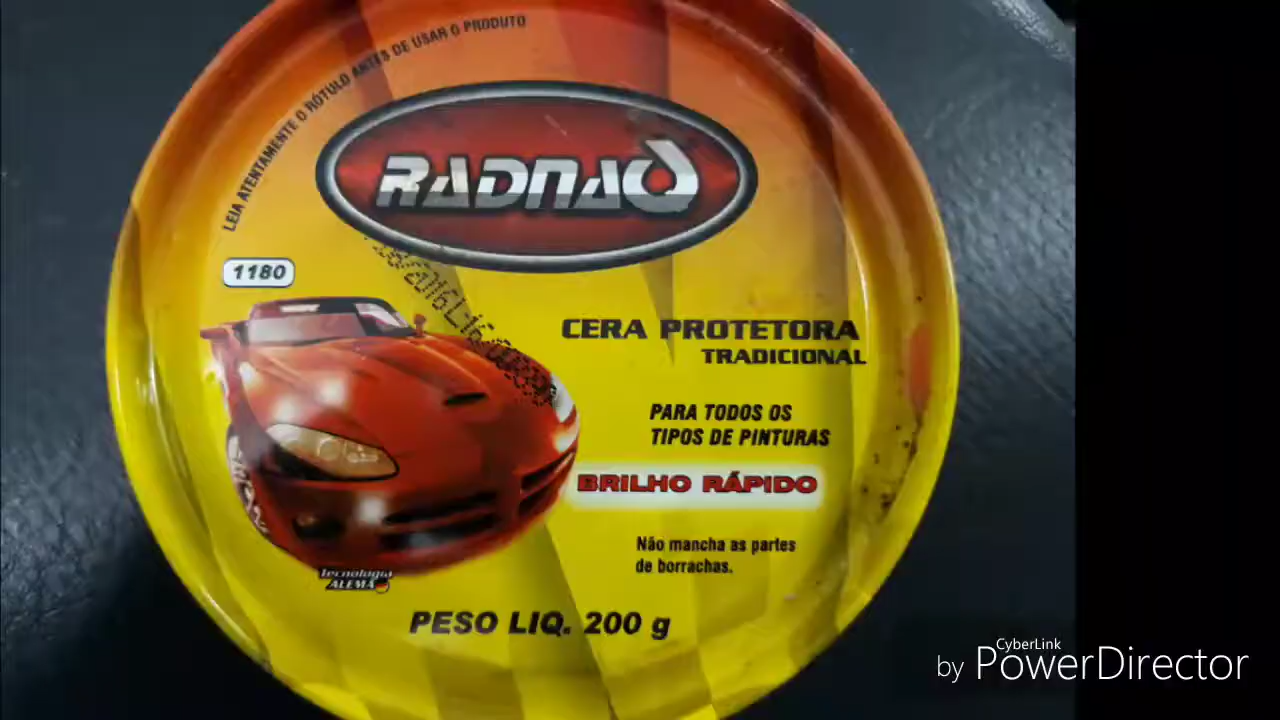 LEIA ATENTAMENTE O RÓTULO ANTES DE USAR O PRODUTO
RADNAQ
1180
CERA PROTETORA
TRADICIONAL
PARA TODOS OS
TIPOS DE PINTURAS
BRILHO RÁPIDO
Não mancha as partes
de borrachas.
Tecnologia
ALEMÃ
PESO LIQ. 200 g
CyberLink
by PowerDirector